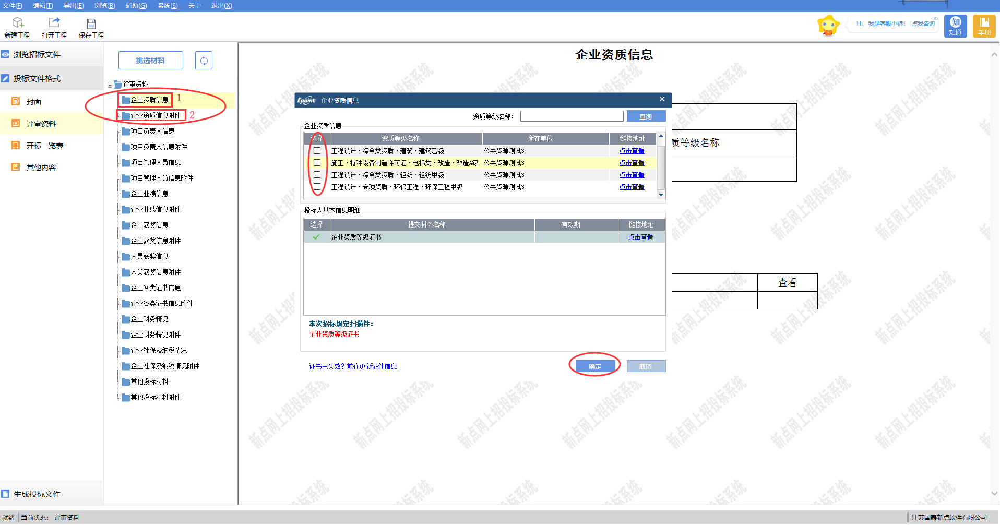 文件(F) 编辑(T) 导出(E) 浏览(B) 辅助(G) 系统(S) 关于 退出(X)
新建工程 打开工程 保存工程
Hi，我是客服小桥！ 点我咨询
知
知道
手册
浏览招标文件
投标文件格式
封面
评审资料
开标一览表
其他内容
生成投标文件
挑选材料
评审资料
企业资质信息 1
企业资质信息附件 2
项目负责人信息
项目负责人信息附件
项目管理人员信息
项目管理人员信息附件
企业业绩信息
企业业绩信息附件
企业获奖信息
企业获奖信息附件
人员获奖信息
人员获奖信息附件
企业各类证书信息
企业各类证书信息附件
企业财务情况
企业财务情况附件
企业社保及纳税情况
企业社保及纳税情况附件
其他投标材料
其他投标材料附件
企业资质信息
质等级名称
查看
Epoint 企业资质信息
资质等级名称： 查询
企业资质信息
选择 资质等级名称 所在单位 链接地址
工程设计·综合类资质·建筑·建筑乙级 公共资源测试3 点击查看
施工·特种设备制造许可证·电梯类·改造·改造A级 公共资源测试3 点击查看
工程设计·综合类资质·轻纺·轻纺甲级 公共资源测试3 点击查看
工程设计·专项资质·环保工程·环保工程甲级 公共资源测试3 点击查看
投标人基本信息明细
选择 提交材料名称 有效期 链接地址
企业资质等级证书 点击查看
本次招标规定扫描件：
企业资质等级证书
证书已失效？前往更新证件信息 确定 取消
新点网上招投标系统
就绪 当前状态： 评审资料 江苏国泰新点软件有限公司